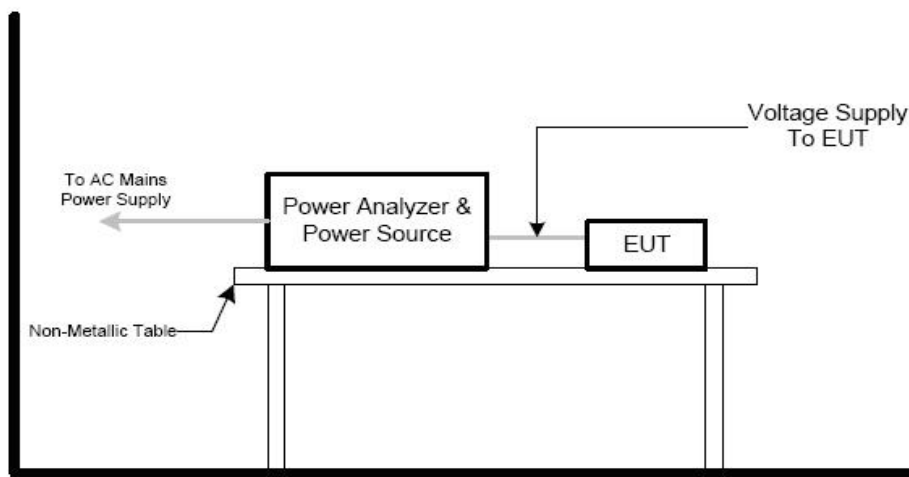 Voltage Supply
To EUT
To AC Mains
Power Supply
Power Analyzer &
Power Source
EUT
Non-Metallic Table